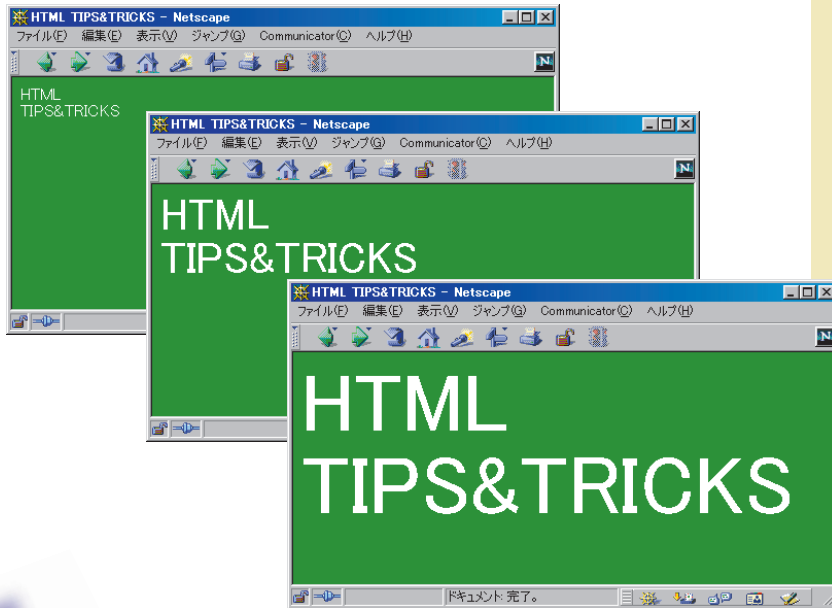 HTML TIPS&TRICKS - Netscape
ファイル(F) 編集(E) 表示(V) ジャンプ(G) Communicator(C) ヘルプ(H)
N
HTML
TIPS&TRICKS
HTML TIPS&TRICKS - Netscape
ファイル(F) 編集(E) 表示(V) ジャンプ(G) Communicator(C) ヘルプ(H)
N
HTML
TIPS&TRICKS
HTML TIPS&TRICKS - Netscape
ファイル(F) 編集(E) 表示(V) ジャンプ(G) Communicator(C) ヘルプ(H)
N
HTML
TIPS&TRICKS
ドキュメント: 完了。